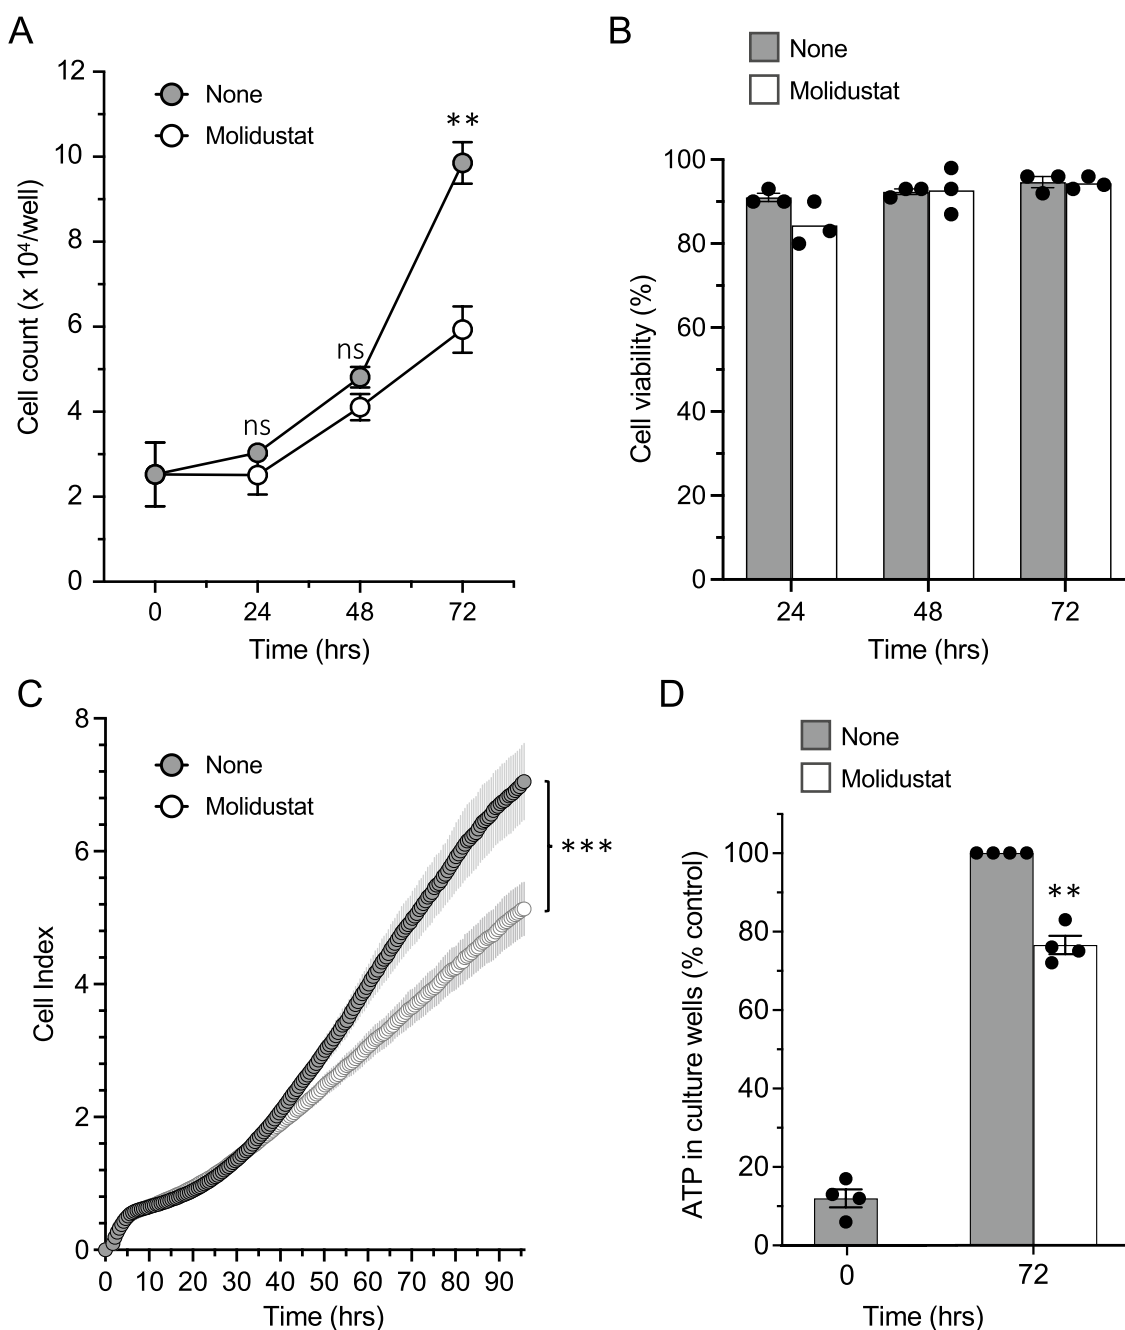 A
None
Molidustat
Cell count (x 10⁴/well)
12
10
8
6
4
2
0
ns
ns
**
0 24 48 72
Time (hrs)
B
None
Molidustat
Cell viability (%)
100
80
60
40
20
0
24 48 72
Time (hrs)
C
None
Molidustat
Cell Index
8
6
4
2
0
***
0 10 20 30 40 50 60 70 80 90
Time (hrs)
D
None
Molidustat
ATP in culture wells (% control)
100
80
60
40
20
0
**
0 72
Time (hrs)